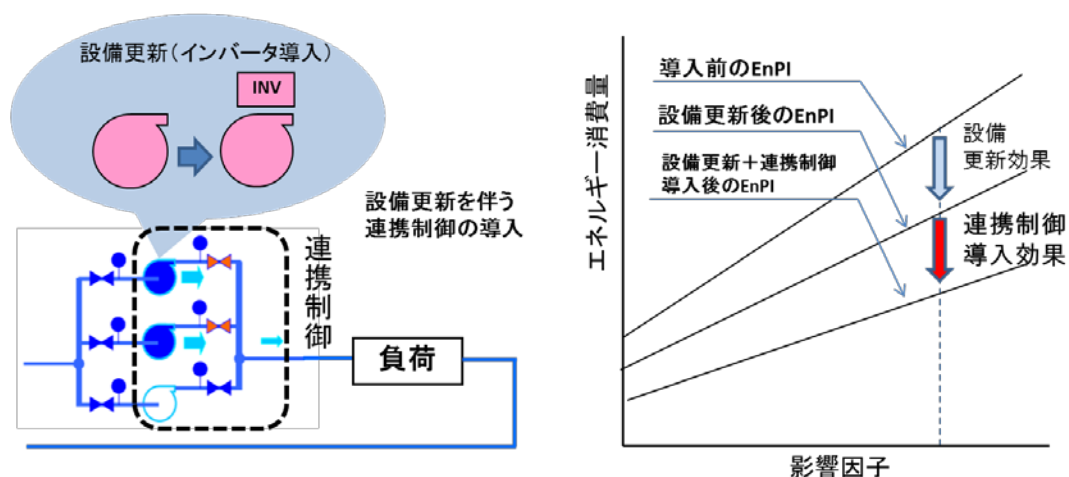 設備更新(インバータ導入)
INV
設備更新を伴う
連携制御の導入
連携制御
負荷
エネルギー消費量
導入前のEnPI
設備更新後のEnPI
設備更新＋連携制御
導入後のEnPI
設備
更新効果
連携制御
導入効果
影響因子